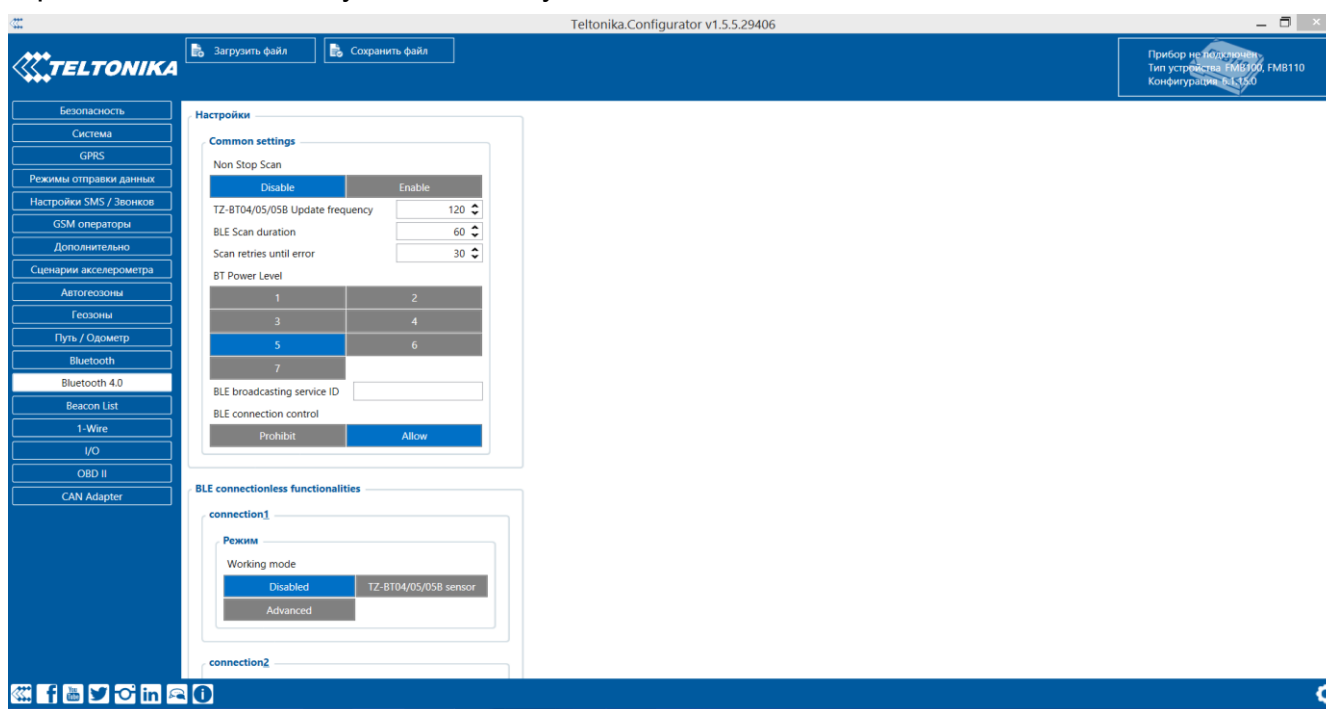 Teltonika.Configurator v1.5.5.29406
TELTONIKA
Загрузить файл
Сохранить файл
Прибор не подключен
Тип устройства FMB100, FMB110
Конфигурация 6.1.15.0
Безопасность
Система
GPRS
Режимы отправки данных
Настройки SMS / Звонков
GSM операторы
Дополнительно
Сценарии акселерометра
Автогеозоны
Геозоны
Путь / Одометр
Bluetooth
Bluetooth 4.0
Beacon List
1-Wire
I/O
OBD II
CAN Adapter
Настройки
Common settings
Non Stop Scan
Disable Enable
TZ-BT04/05/05B Update frequency 120
BLE Scan duration 60
Scan retries until error 30
BT Power Level
1 2
3 4
5 6
7
BLE broadcasting service ID
BLE connection control
Prohibit Allow
BLE connectionless functionalities
connection1
Режим
Working mode
Disabled TZ-BT04/05/05B sensor
Advanced
connection2